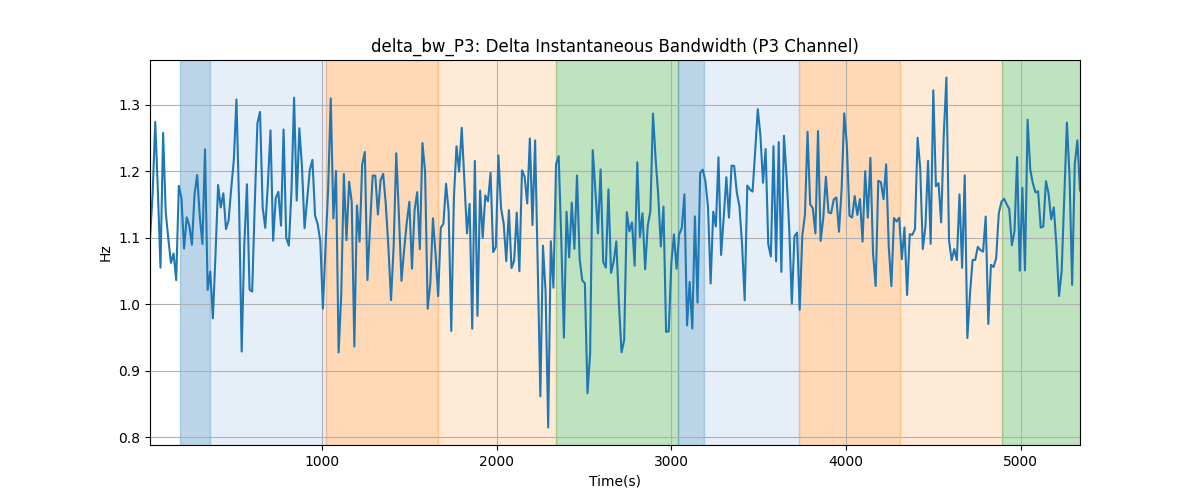 delta_bw_P3: Delta Instantaneous Bandwidth (P3 Channel)
Hz
1.3
1.2
1.1
1.0
0.9
0.8
1000 2000 3000 4000 5000
Time(s)